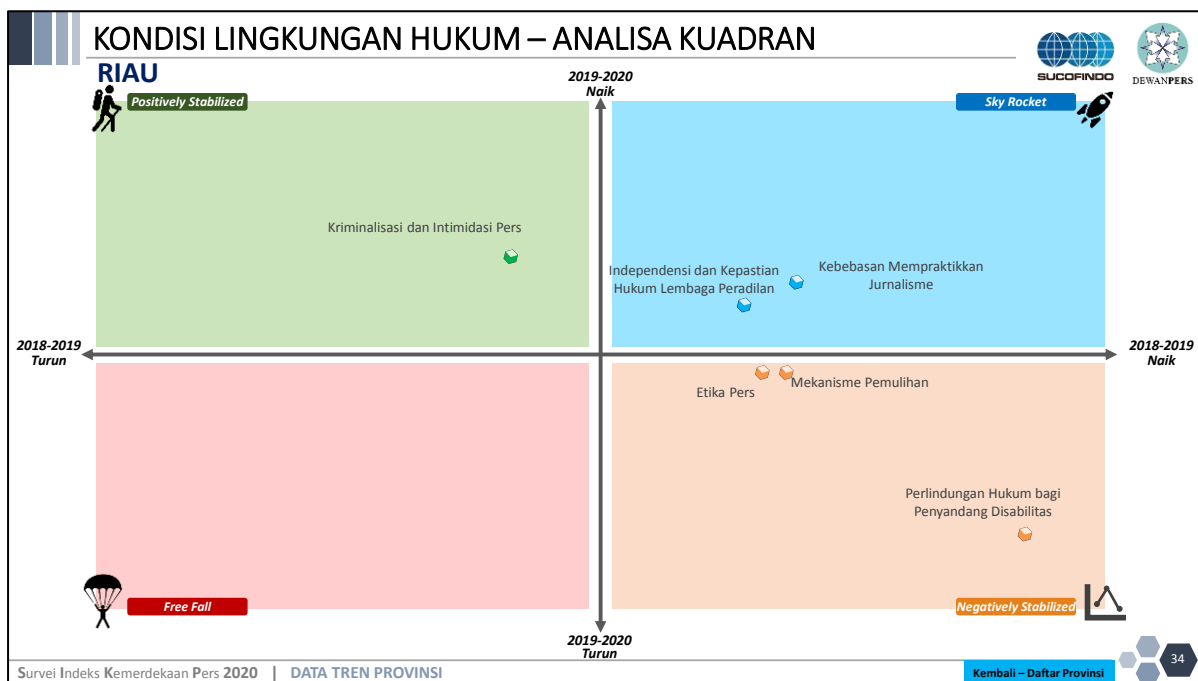 KONDISI LINGKUNGAN HUKUM – ANALISA KUADRAN
RIAU
SUCOFINDO
DEWANPERS
2019-2020
Naik
Positively Stabilized
Sky Rocket
Kriminalisasi dan Intimidasi Pers
Independensi dan Kepastian
Hukum Lembaga Peradilan
Kebebasan Mempraktikkan
Jurnalisme
2018-2019
Turun
2018-2019
Naik
Etika Pers
Mekanisme Pemulihan
Perlindungan Hukum bagi
Penyandang Disabilitas
Free Fall
Negatively Stabilized
2019-2020
Turun
Survei Indeks Kemerdekaan Pers 2020 | DATA TREN PROVINSI
Kembali – Daftar Provinsi
34